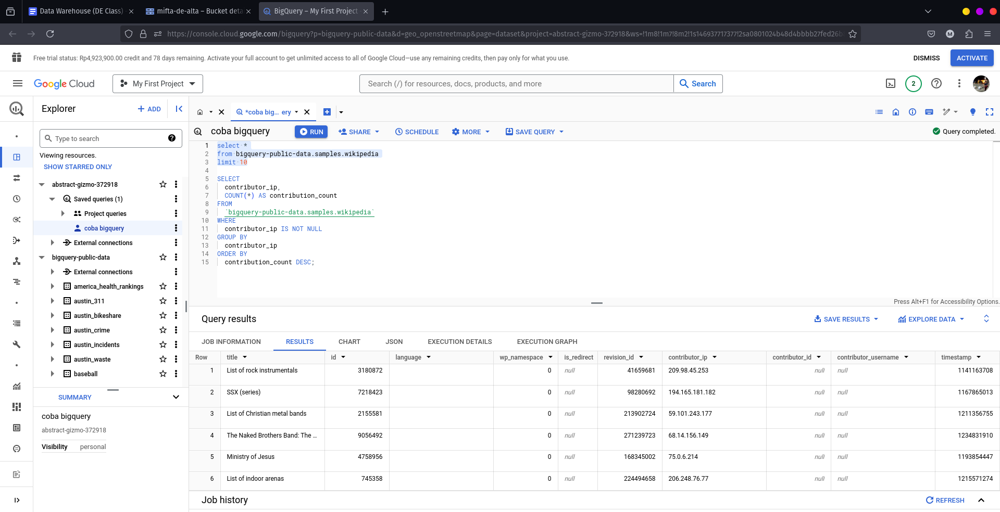 Data Warehouse (DE Class)
mifta-de-alta – Bucket deta
BigQuery – My First Project
https://console.cloud.google.com/bigquery?p=bigquery-public-data&d=geo_openstreetmap&page=dataset&project=abstract-gizmo-372918&ws=!1m8!1m7!8m2!1s146937717377!2sa0801024b48d4bbbb27fed26b
M
Free trial status: Rp4,923,900.00 credit and 78 days remaining. Activate your full account to get unlimited access to all of Google Cloud—use any remaining credits, then pay only for what you use.
DISMISS
ACTIVATE
Google Cloud
My First Project
Search (/) for resources, docs, products, and more
Search
2
Explorer
+ ADD
*coba big... ery
Type to search
Viewing resources.
SHOW STARRED ONLY
abstract-gizmo-372918
Saved queries (1)
Project queries
coba bigquery
External connections
bigquery-public-data
External connections
america_health_rankings
austin_311
austin_bikeshare
austin_crime
austin_incidents
austin_waste
baseball
SUMMARY
coba bigquery
abstract-gizmo-372918
Visibility personal
coba bigquery
RUN
SHARE
SCHEDULE
MORE
SAVE QUERY
Query completed.
1 select *
2 from bigquery-public-data.samples.wikipedia
3 limit 10
4
5 SELECT
6 contributor_ip,
7 COUNT(*) AS contribution_count
8 FROM
9 `bigquery-public-data.samples.wikipedia`
10 WHERE
11 contributor_ip IS NOT NULL
12 GROUP BY
13 contributor_ip
14 ORDER BY
15 contribution_count DESC;
Press Alt+F1 for Accessibility Options.
Query results
SAVE RESULTS
EXPLORE DATA
JOB INFORMATION RESULTS CHART JSON EXECUTION DETAILS EXECUTION GRAPH
Row title id language wp_namespace is_redirect revision_id contributor_ip contributor_id contributor_username timestamp
1 List of rock instrumentals 3180872 0 null 41659681 209.98.45.253 null null 1141163708
2 SSX (series) 7218423 0 null 98280692 194.165.181.182 null null 1167865013
3 List of Christian metal bands 2155581 0 null 213902724 59.101.243.177 null null 1211356755
4 The Naked Brothers Band: The ... 9056492 0 null 271239723 68.14.156.149 null null 1234831910
5 Ministry of Jesus 4758956 0 null 168345002 75.0.6.214 null null 1193854447
6 List of indoor arenas 745358 0 null 224494658 206.248.76.77 null null 1215571274
Job history
REFRESH